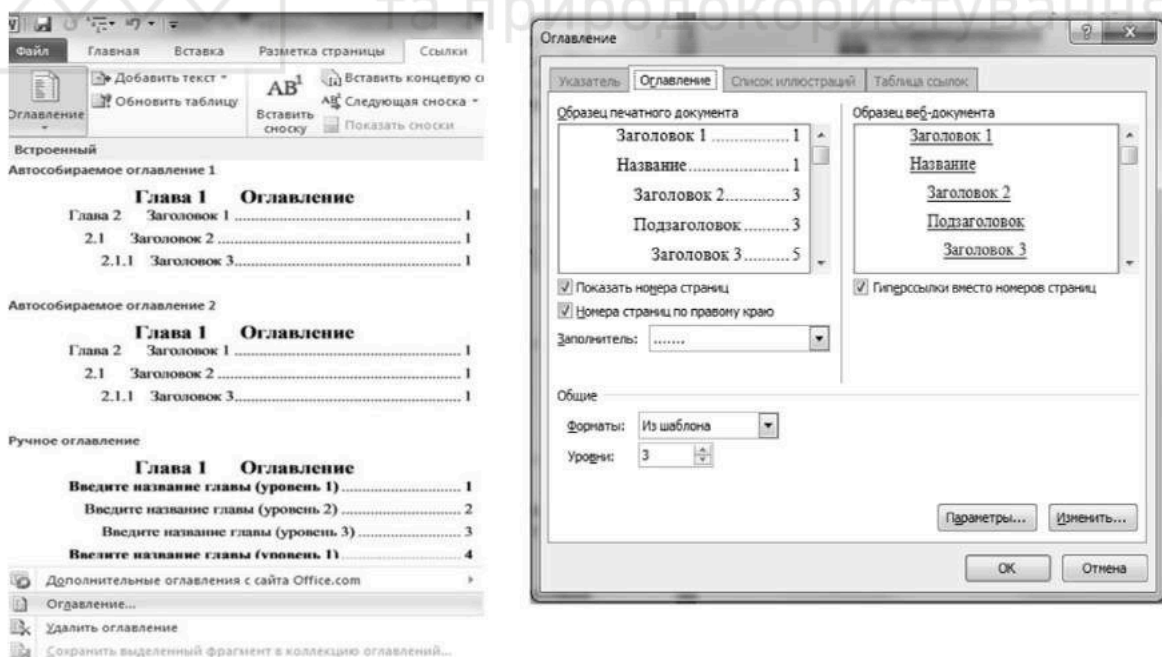 та природокористування
Файл Главная Вставка Разметка страницы Ссылки
Оглавление
Добавить текст
Обновить таблицу
AB¹
Вставить сноску
Вставить концевую
Следующая сноска
Показать сноски
Встроенный
Автособираемое оглавление 1
Глава 1 Оглавление
Глава 2 Заголовок 1 ........ 1
2.1 Заголовок 2 ........ 1
2.1.1 Заголовок 3 ........ 1
Автособираемое оглавление 2
Глава 1 Оглавление
Глава 2 Заголовок 1 ........ 1
2.1 Заголовок 2 ........ 1
2.1.1 Заголовок 3 ........ 1
Ручное оглавление
Глава 1 Оглавление
Введите название главы (уровень 1) ........ 1
Введите название главы (уровень 2) ........ 2
Введите название главы (уровень 3) ........ 3
Введите название главы (уровень 1) ........ 4
Дополнительные оглавления с сайта Office.com
Оглавление...
Удалить оглавление
Сохранить выделенный фрагмент в коллекцию оглавлений...
Оглавление
Указатель Оглавление Список иллюстраций Таблица ссылок
Образец печатного документа
Заголовок 1 ........ 1
Название ........ 1
Заголовок 2 ........ 3
Подзаголовок ........ 3
Заголовок 3 ........ 5
Показать номера страниц
Номера страниц по правому краю
Заполнитель: .......
Образец веб-документа
Заголовок 1
Название
Заголовок 2
Подзаголовок
Заголовок 3
Гиперссылки вместо номеров страниц
Общие
Форматы: Из шаблона
Уровни: 3
Параметры... Изменить...
ОК Отмена